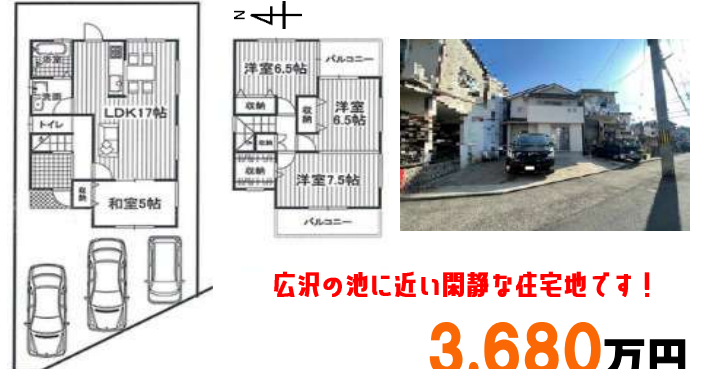 N
浴室
洗面
トイレ
LDK17帖
収納
和室5帖
洋室6.5帖
バルコニー
収納
収納
洋室
6.5帖
収納
収納
洋室7.5帖
バルコニー
広沢の池に近い閑静な住宅地です！
3,680万円